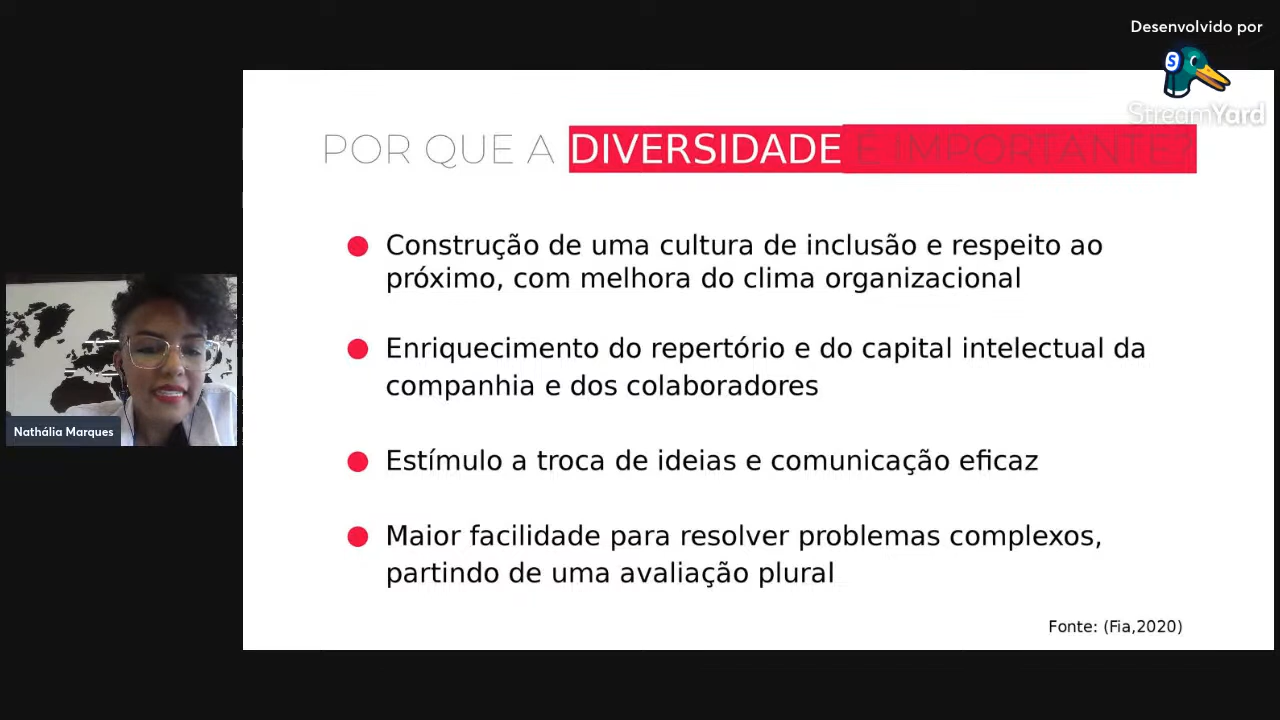 Desenvolvido por
StreamYard
POR QUE A DIVERSIDADE É IMPORTANTE?
Construção de uma cultura de inclusão e respeito ao
próximo, com melhora do clima organizacional
Enriquecimento do repertório e do capital intelectual da
companhia e dos colaboradores
Estímulo a troca de ideias e comunicação eficaz
Maior facilidade para resolver problemas complexos,
partindo de uma avaliação plural
Fonte: (Fia,2020)
Nathália Marques